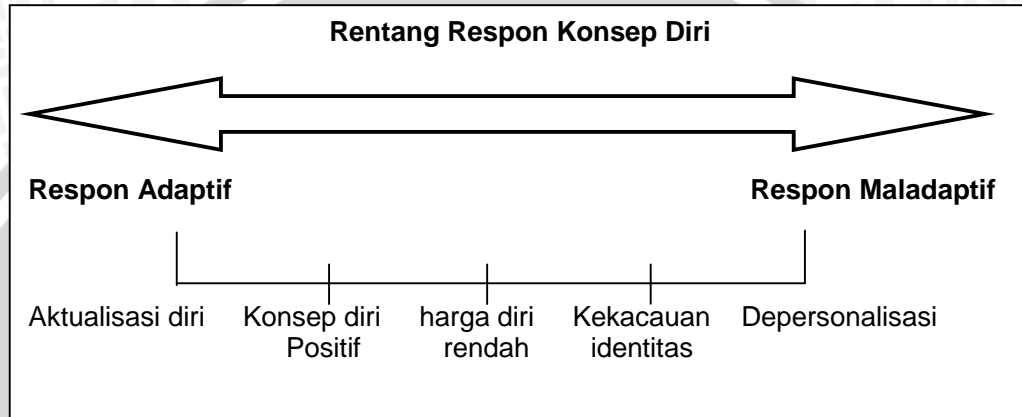 Rentang Respon Konsep Diri
Respon Adaptif Respon Maladaptif
Aktualisasi diri Konsep diri harga diri Kekacauan Depersonalisasi
Positif rendah identitas